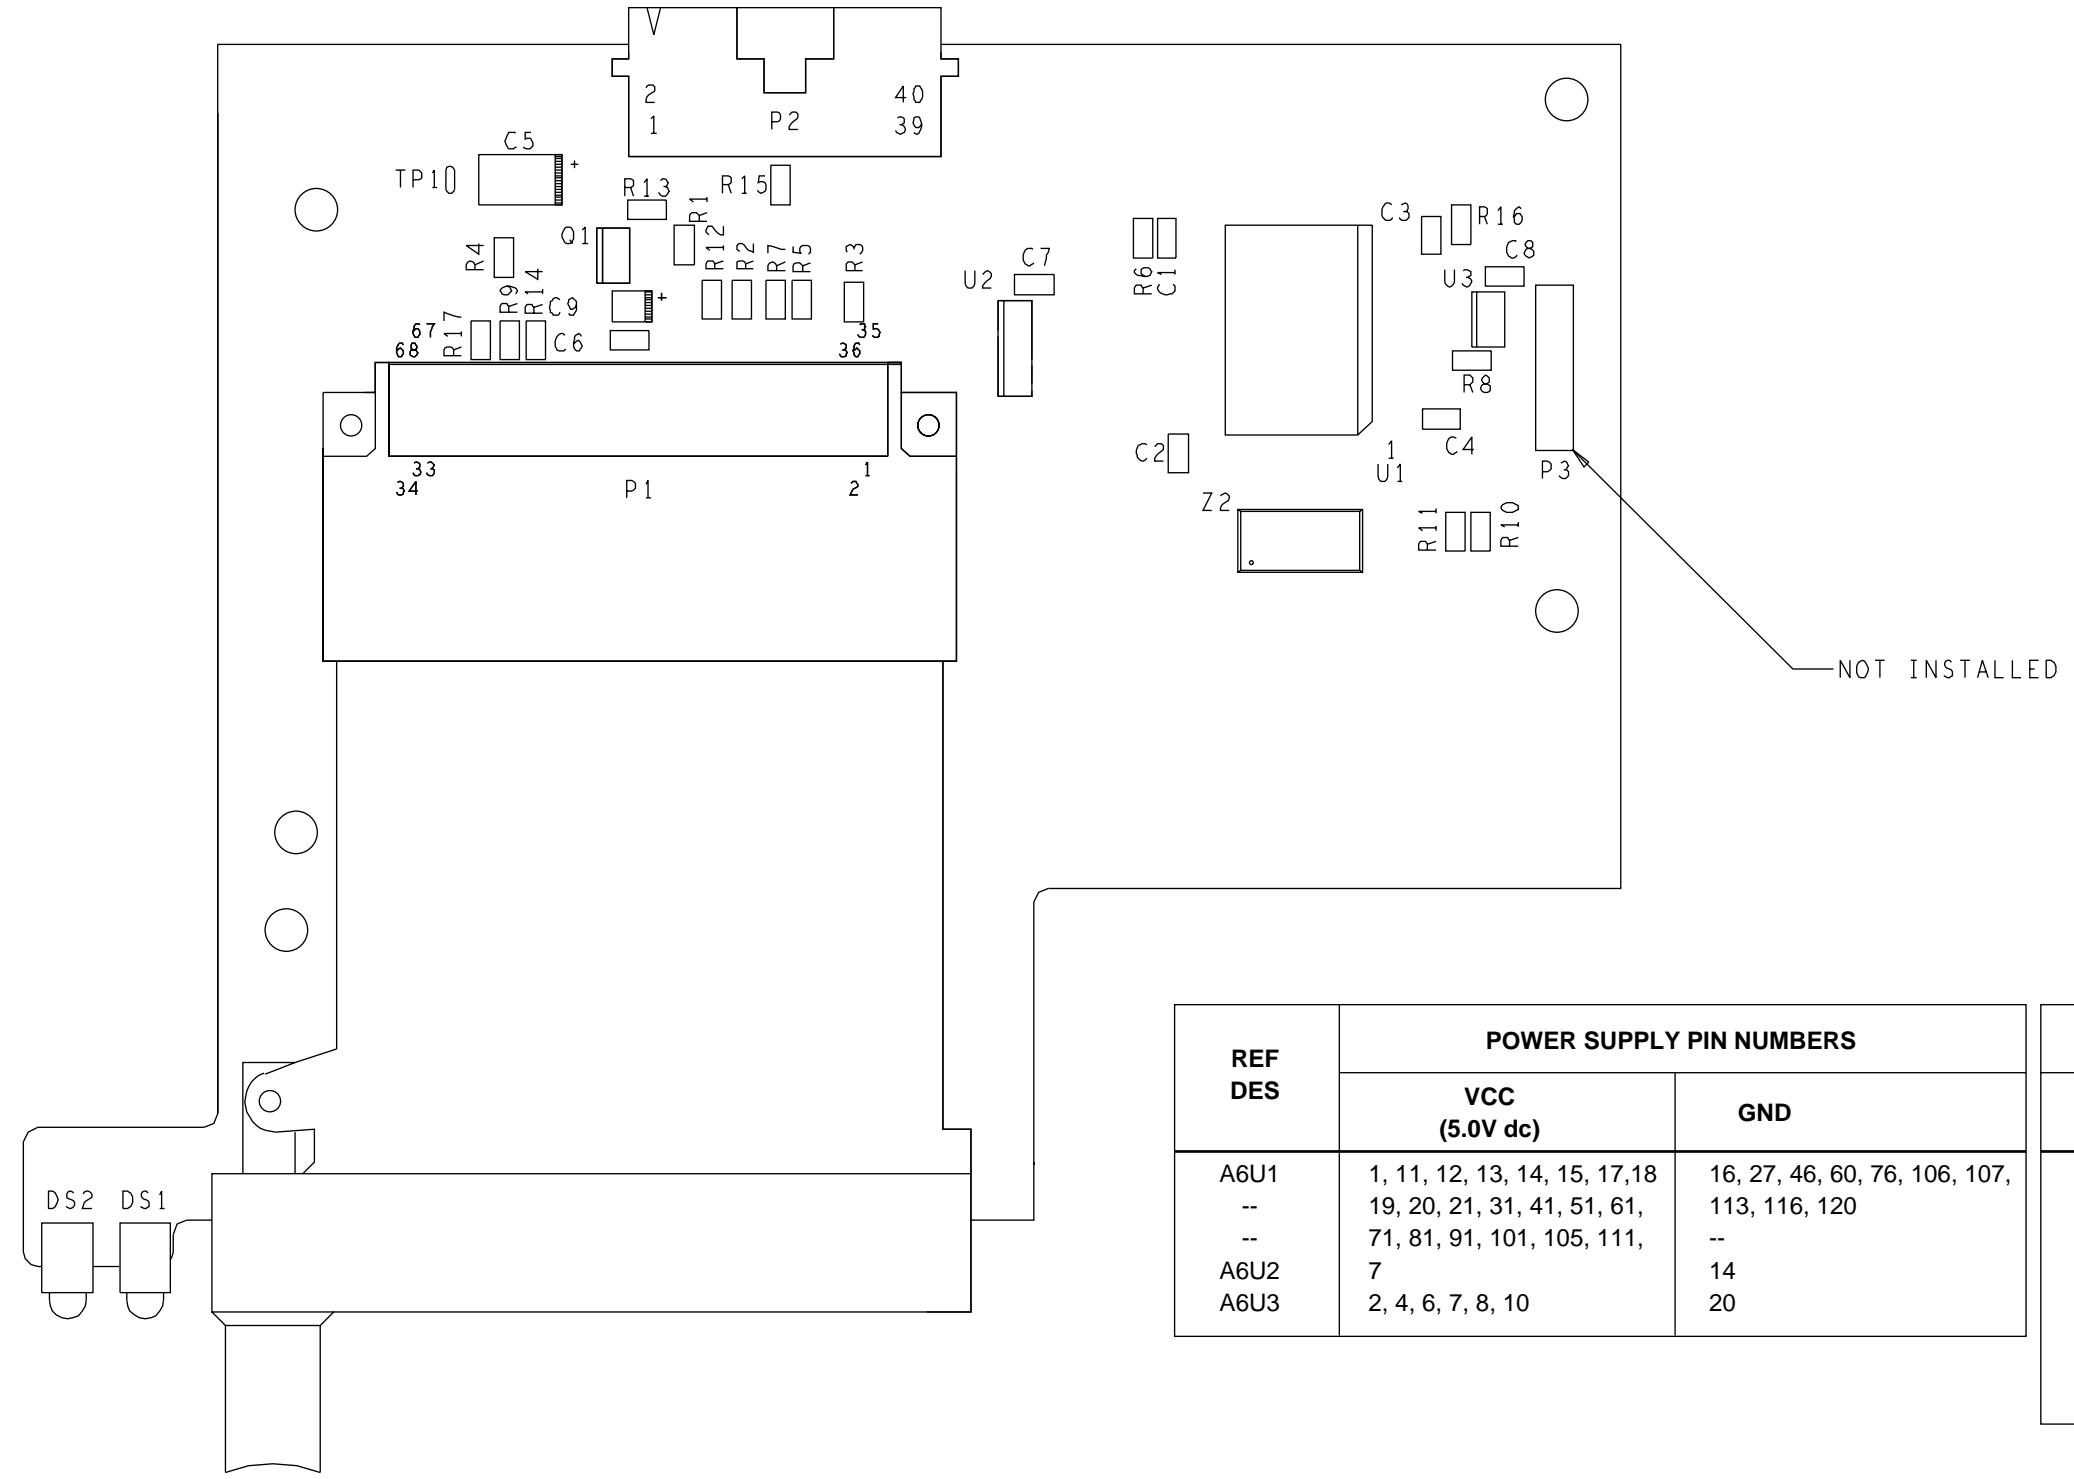 2
40
1
P2
39
C5
+
TP1
R13
R15
R1
C3
R16
Q1
R4
R12
R2
R7
R5
R3
C8
U2
C7
R6
C1
U3
R9
R14
C9
+
R17
67
68
C6
35
36
R8
33
34
P1
1
2
C2
1
U1
C4
P3
Z2
R11
R10
NOT INSTALLED
DS2
DS1
REF
DES
POWER SUPPLY PIN NUMBERS
VCC
(5.0V dc)
GND
A6U1 1, 11, 12, 13, 14, 15, 17,18 16, 27, 46, 60, 76, 106, 107,
-- 19, 20, 21, 31, 41, 51, 61, 113, 116, 120
-- 71, 81, 91, 101, 105, 111, --
A6U2 7 14
A6U3 2, 4, 6, 7, 8, 10 20